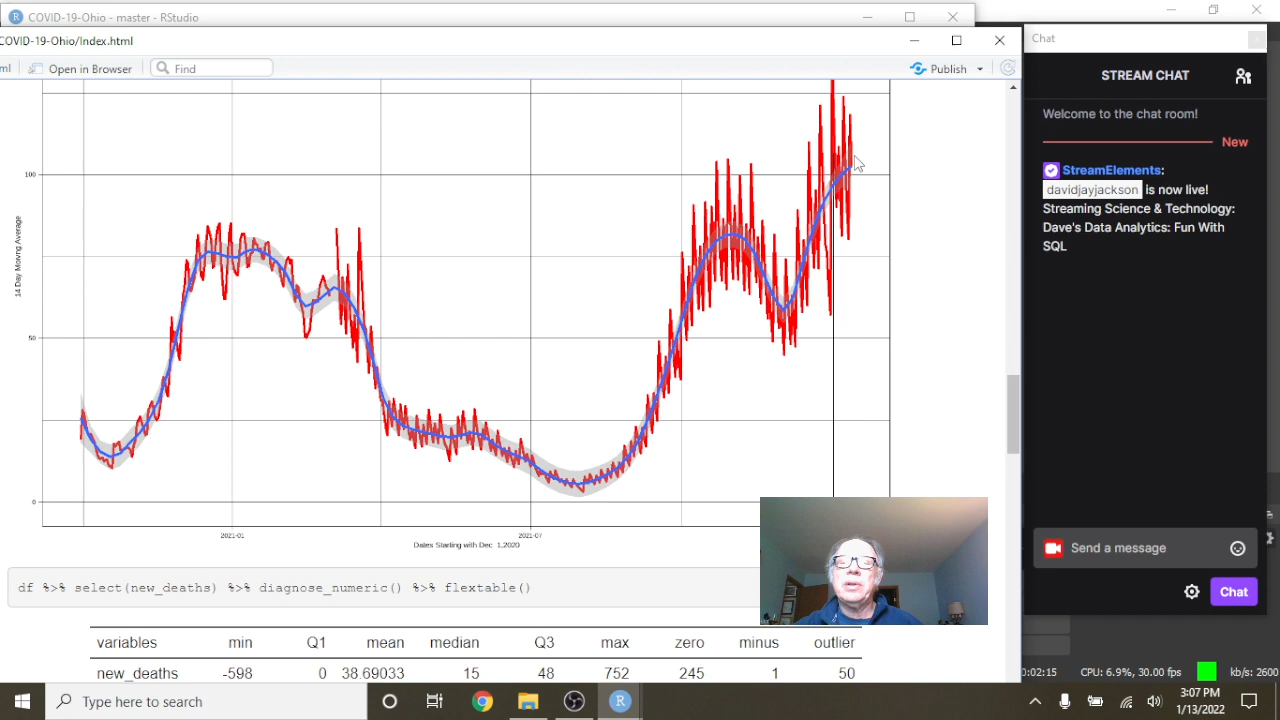 COVID-19-Ohio - master - RStudio
COVID-19-Ohio/Index.html
ml
Open in Browser
Find
Publish
100
50
0
14 Day Moving Average
2021-01
2021-07
Dates Starting with Dec 1,2020
df %>% select(new_deaths) %>% diagnose_numeric() %>% flextable()
variables min Q1 mean median Q3 max zero minus outlier
new_deaths -598 0 38.69033 15 48 752 245 1 50
Chat
STREAM CHAT
Welcome to the chat room!
New
StreamElements:
davidjayjackson is now live!
Streaming Science & Technology:
Dave's Data Analytics: Fun With
SQL
Send a message
Chat
0:02:15 CPU: 6.9%, 30.00 fps kb/s: 2600
Type here to search
3:07 PM
1/13/2022